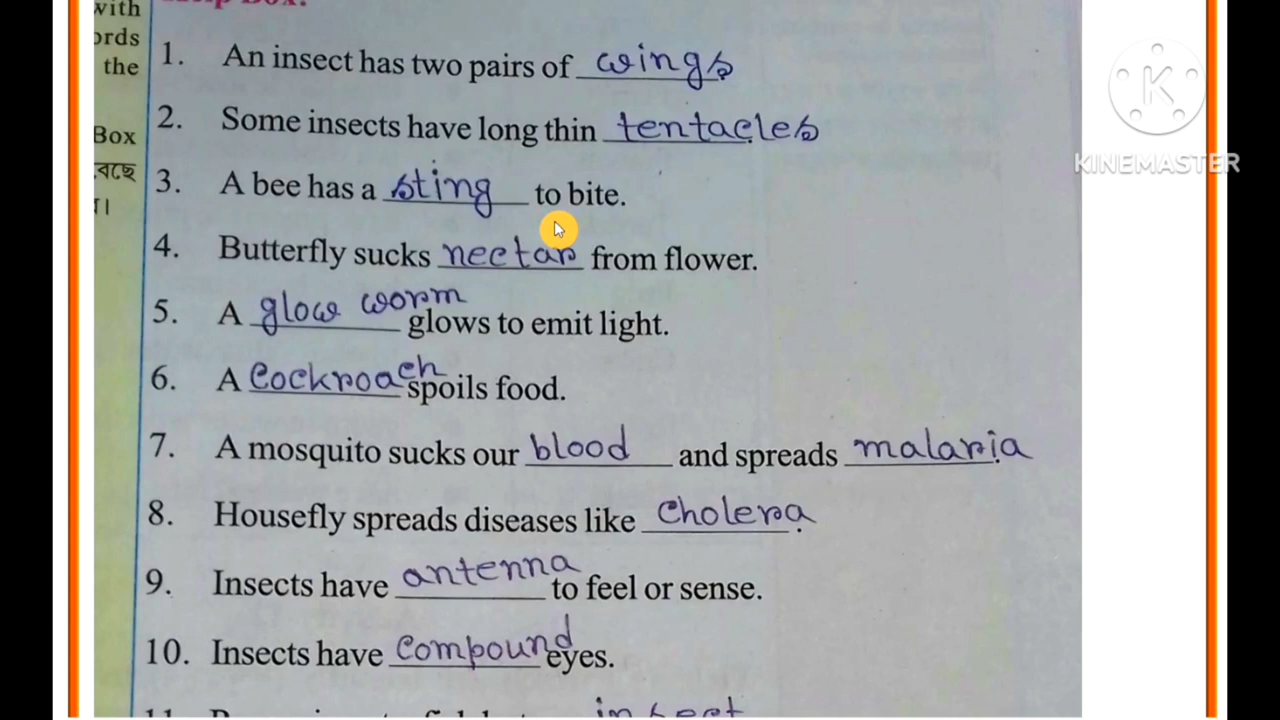 with
ords
the
Box
1. An insect has two pairs of wings.
2. Some insects have long thin tentacles.
3. A bee has a sting to bite.
4. Butterfly sucks nectar from flower.
5. A glow worm glows to emit light.
6. A cockroach spoils food.
7. A mosquito sucks our blood and spreads malaria.
8. Housefly spreads diseases like cholera.
9. Insects have antenna to feel or sense.
10. Insects have compound eyes.
insect
KINEMASTER
K